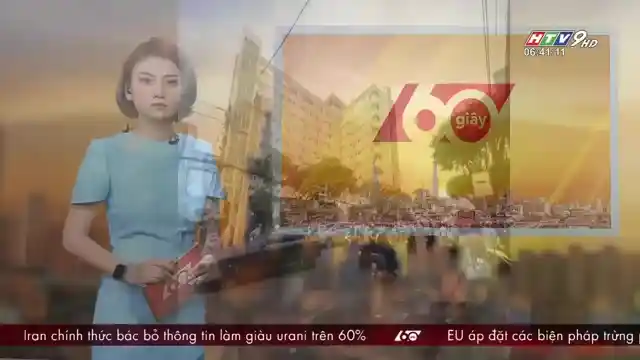 HTV9 HD
06:41:11
60 giây
Iran chính thức bác bỏ thông tin làm giàu urani trên 60% 60 EU áp đặt các biện pháp trừng